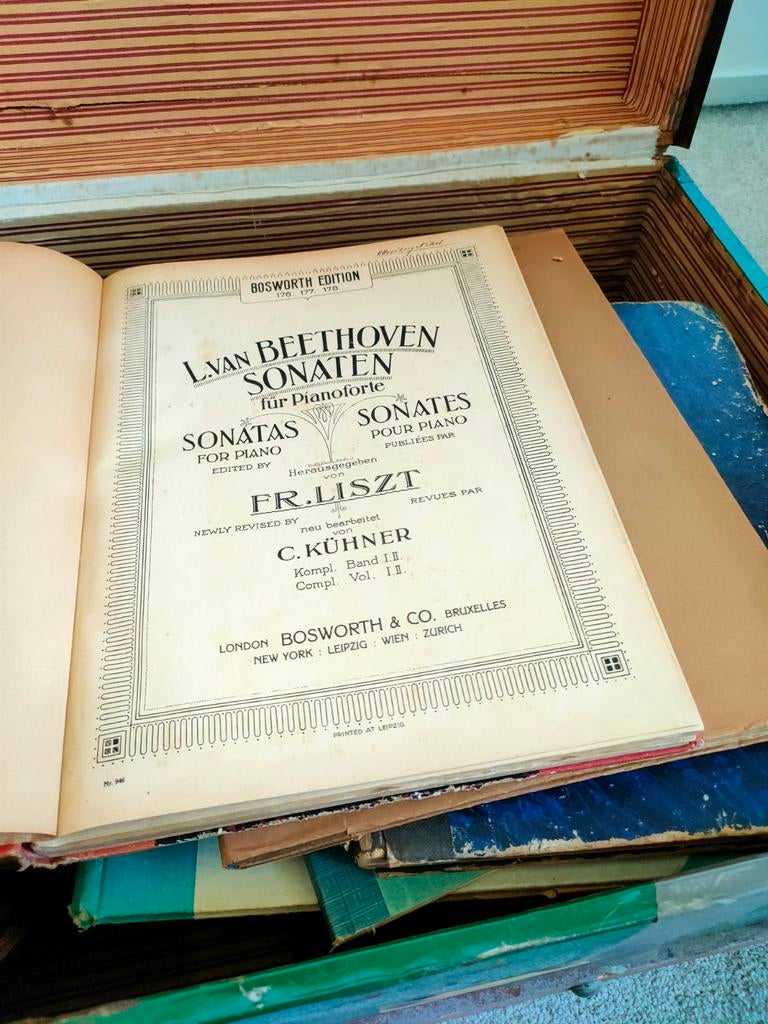 BOSWORTH EDITION
176. 177. 178
L. VAN BEETHOVEN
SONATEN
für Pianoforte
SONATAS
FOR PIANO
EDITED BY
SONATES
POUR PIANO
PUBLIÉES PAR
Herausgegeben
von
FR. LISZT
NEWLY REVISED BY
neu bearbeitet
von
REVUES PAR
C. KÜHNER
Kompl. Band I.II.
Compl. Vol. I.II.
LONDON BOSWORTH & CO. BRUXELLES
NEW YORK : LEIPZIG : WIEN : ZURICH
PRINTED AT LEIPZIG.
Nr. 946